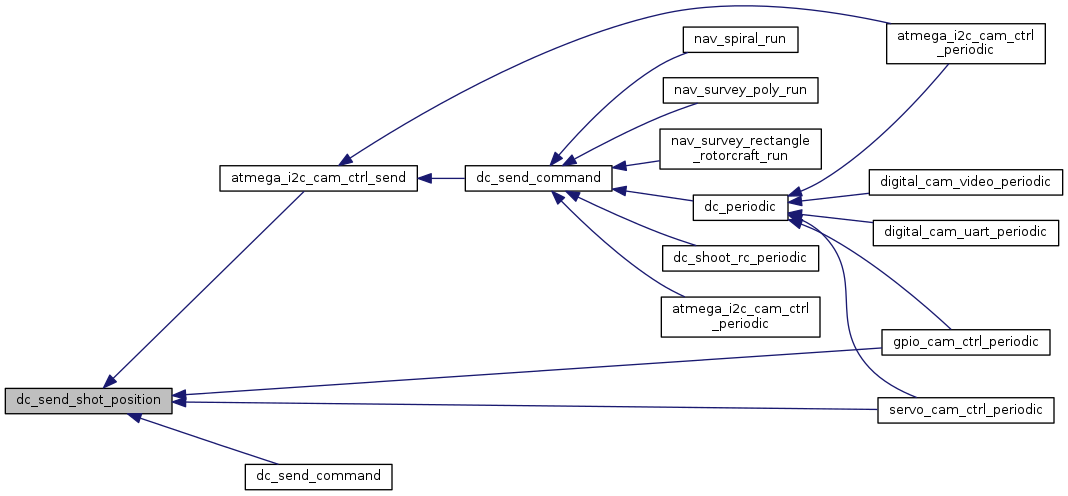 nav_spiral_run
atmega_i2c_cam_ctrl
_periodic
nav_survey_poly_run
nav_survey_rectangle
_rotorcraft_run
atmega_i2c_cam_ctrl_send
dc_send_command
digital_cam_video_periodic
dc_periodic
digital_cam_uart_periodic
dc_shoot_rc_periodic
atmega_i2c_cam_ctrl
_periodic
gpio_cam_ctrl_periodic
dc_send_shot_position
servo_cam_ctrl_periodic
dc_send_command